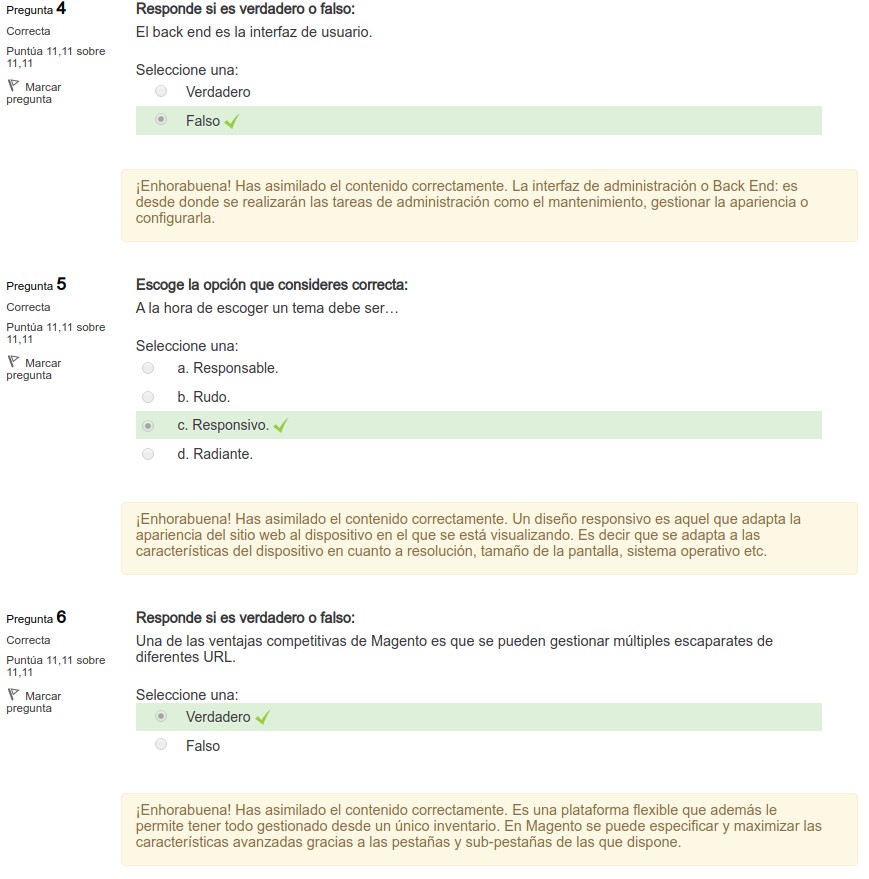 Pregunta 4
Correcta
Puntúa 11,11 sobre
11,11
Marcar
pregunta
Responde si es verdadero o falso:
El back end es la interfaz de usuario.
Seleccione una:
Verdadero
Falso
¡Enhorabuena! Has asimilado el contenido correctamente. La interfaz de administración o Back End: es
desde donde se realizarán las tareas de administración como el mantenimiento, gestionar la apariencia o
configurarla.
Pregunta 5
Correcta
Puntúa 11,11 sobre
11,11
Marcar
pregunta
Escoge la opción que consideres correcta:
A la hora de escoger un tema debe ser…
Seleccione una:
a. Responsable.
b. Rudo.
c. Responsivo.
d. Radiante.
¡Enhorabuena! Has asimilado el contenido correctamente. Un diseño responsivo es aquel que adapta la
apariencia del sitio web al dispositivo en el que se está visualizando. Es decir que se adapta a las
características del dispositivo en cuanto a resolución, tamaño de la pantalla, sistema operativo etc.
Pregunta 6
Correcta
Puntúa 11,11 sobre
11,11
Marcar
pregunta
Responde si es verdadero o falso:
Una de las ventajas competitivas de Magento es que se pueden gestionar múltiples escaparates de
diferentes URL.
Seleccione una:
Verdadero
Falso
¡Enhorabuena! Has asimilado el contenido correctamente. Es una plataforma flexible que además le
permite tener todo gestionado desde un único inventario. En Magento se puede especificar y maximizar las
características avanzadas gracias a las pestañas y sub-pestañas de las que dispone.